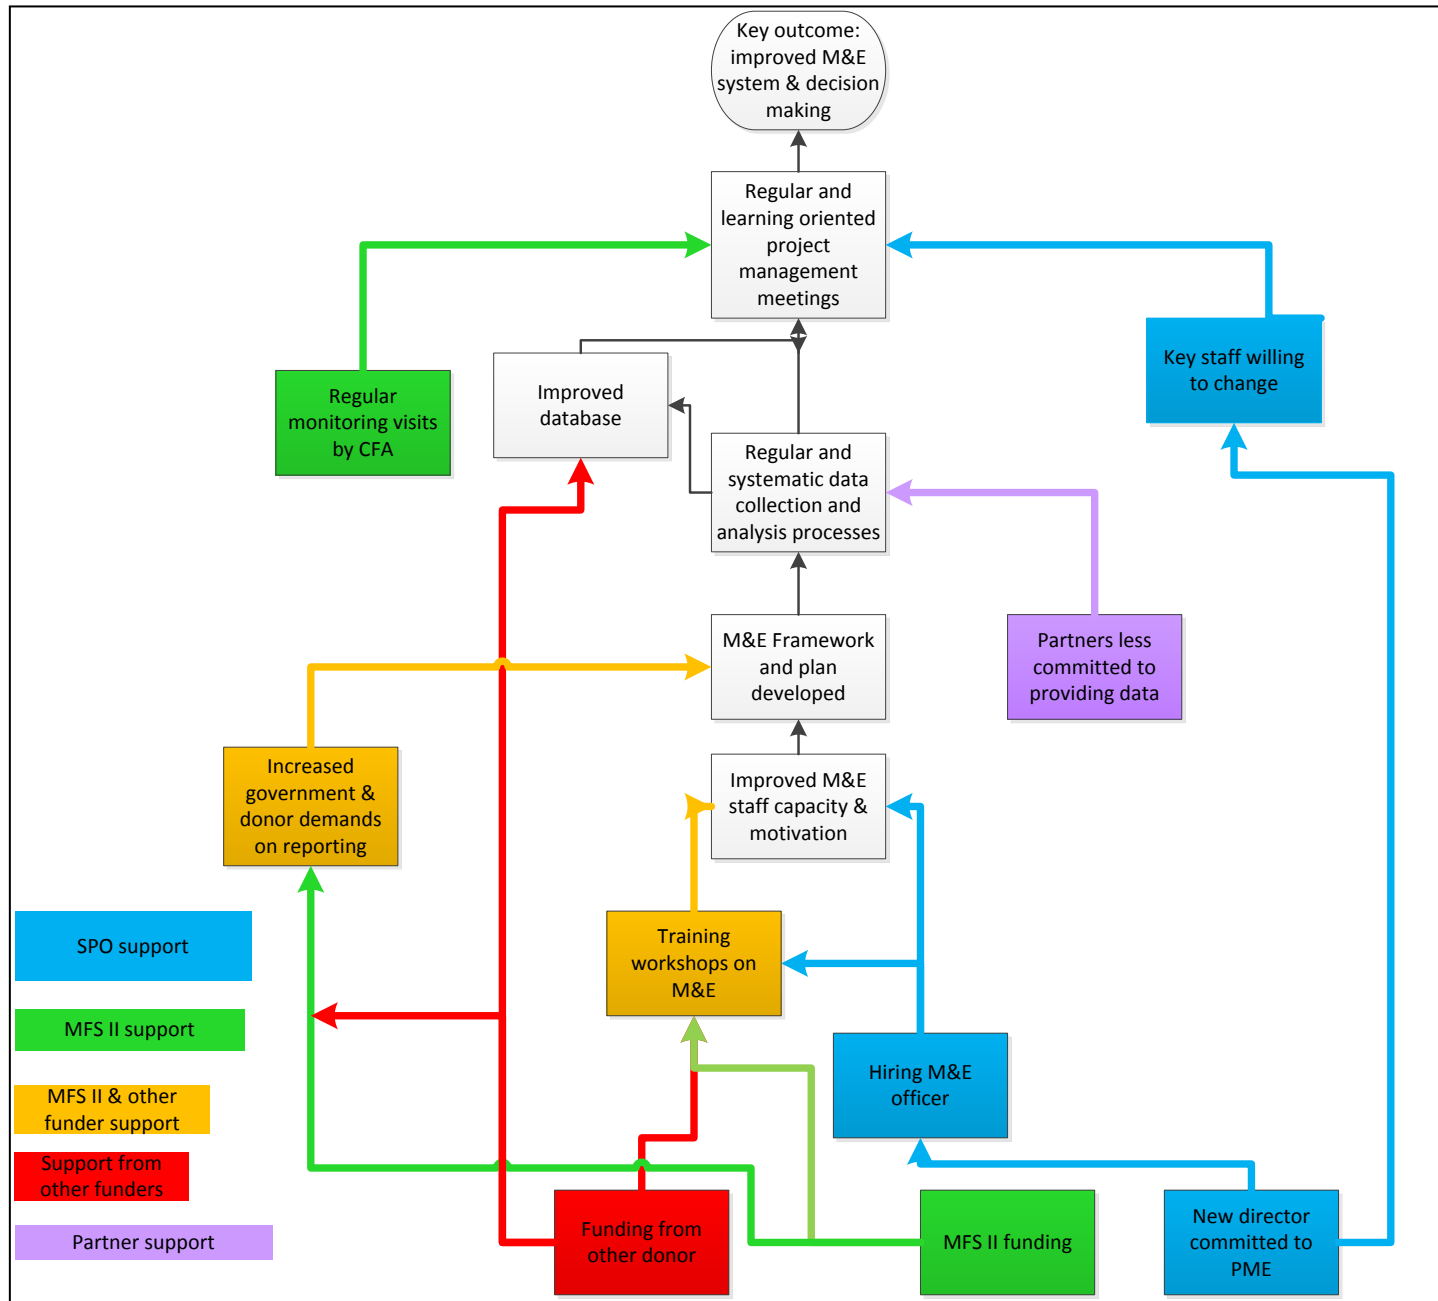 Key outcome:
improved M&E
system & decision
making
Regular and
learning oriented
project
management
meetings
Key staff willing
to change
Improved
database
Regular
monitoring visits
by CFA
Regular and
systematic data
collection and
analysis processes
M&E Framework
and plan
developed
Partners less
committed to
providing data
Increased
government &
donor demands
on reporting
Improved M&E
staff capacity &
motivation
SPO support
Training
workshops on
M&E
MFS II support
Hiring M&E
officer
MFS II & other
funder support
Support from
other funders
Partner support
Funding from
other donor
MFS II funding
New director
committed to
PME